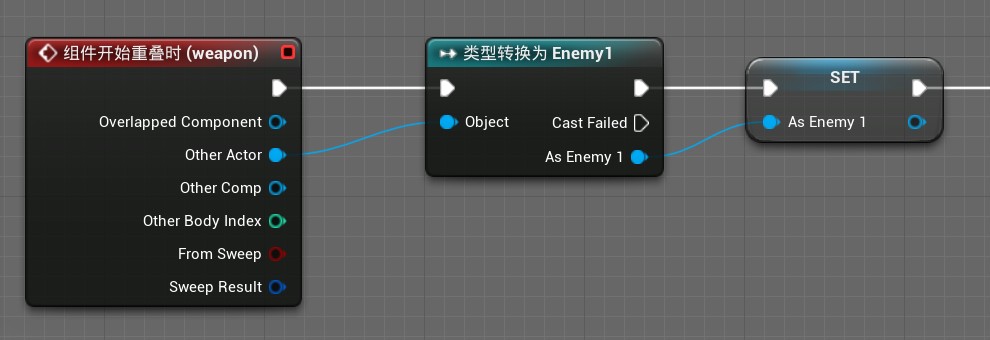 组件开始重叠时 (weapon)
Overlapped Component
Other Actor
Other Comp
Other Body Index
From Sweep
Sweep Result
类型转换为 Enemy1
Object
Cast Failed
As Enemy 1
SET
As Enemy 1